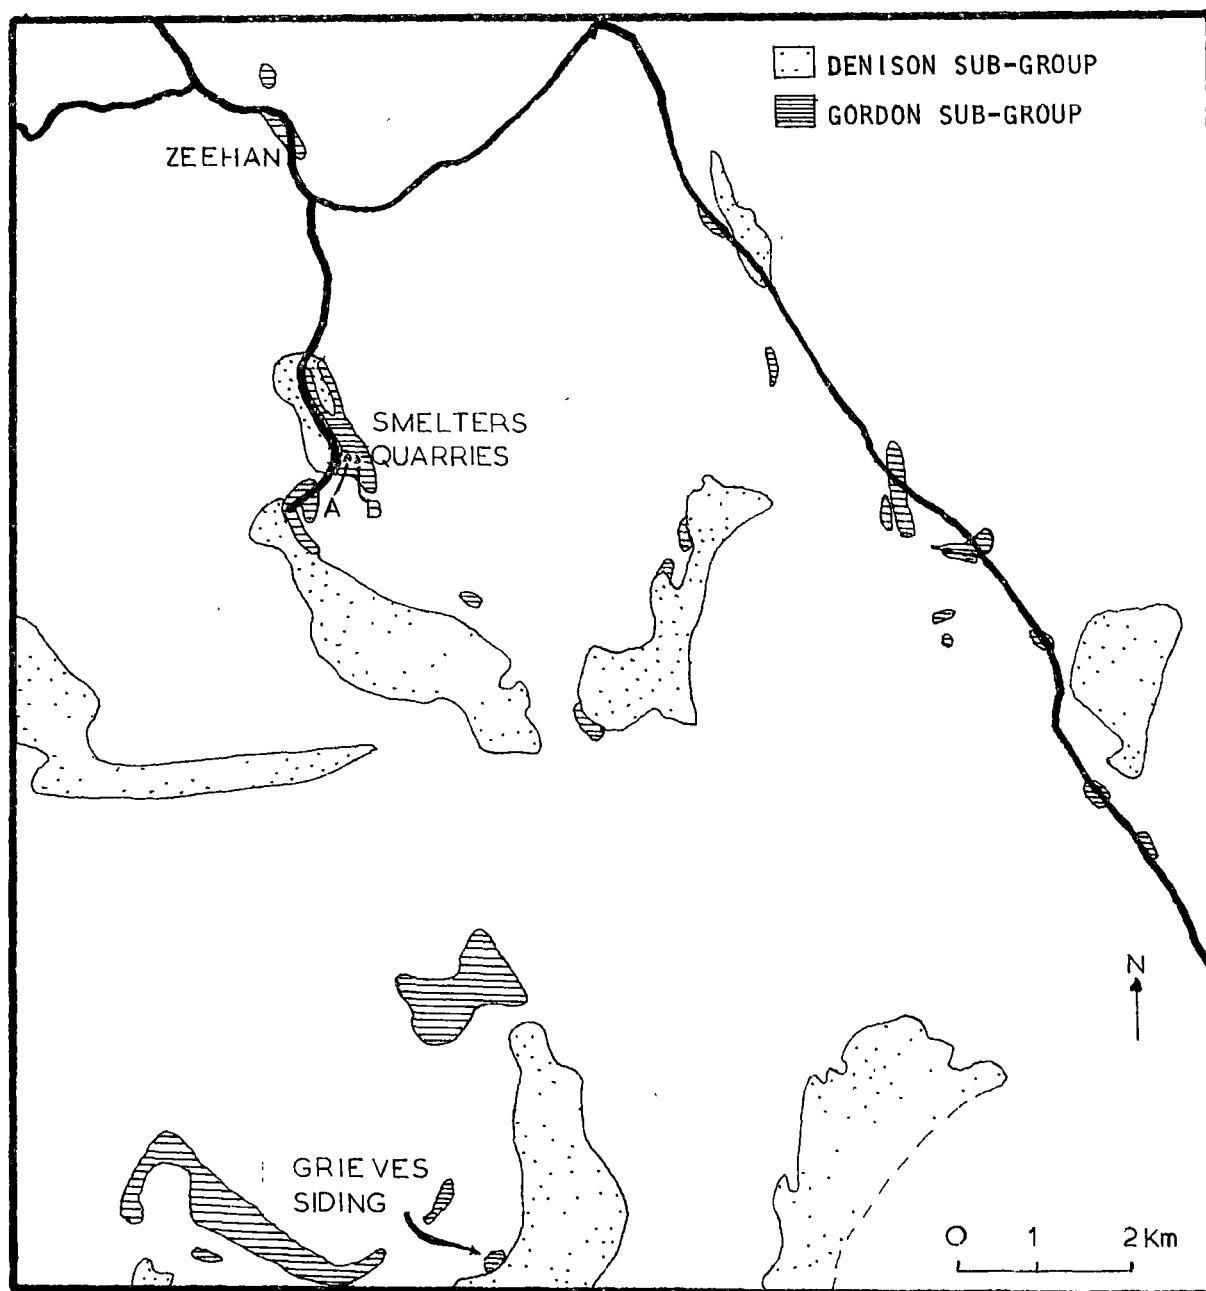 DENISON SUB-GROUP
GORDON SUB-GROUP
ZEEHAN
SMELTERS
QUARRIES
A B
N
GRIEVES
SIDING
0 1 2 Km